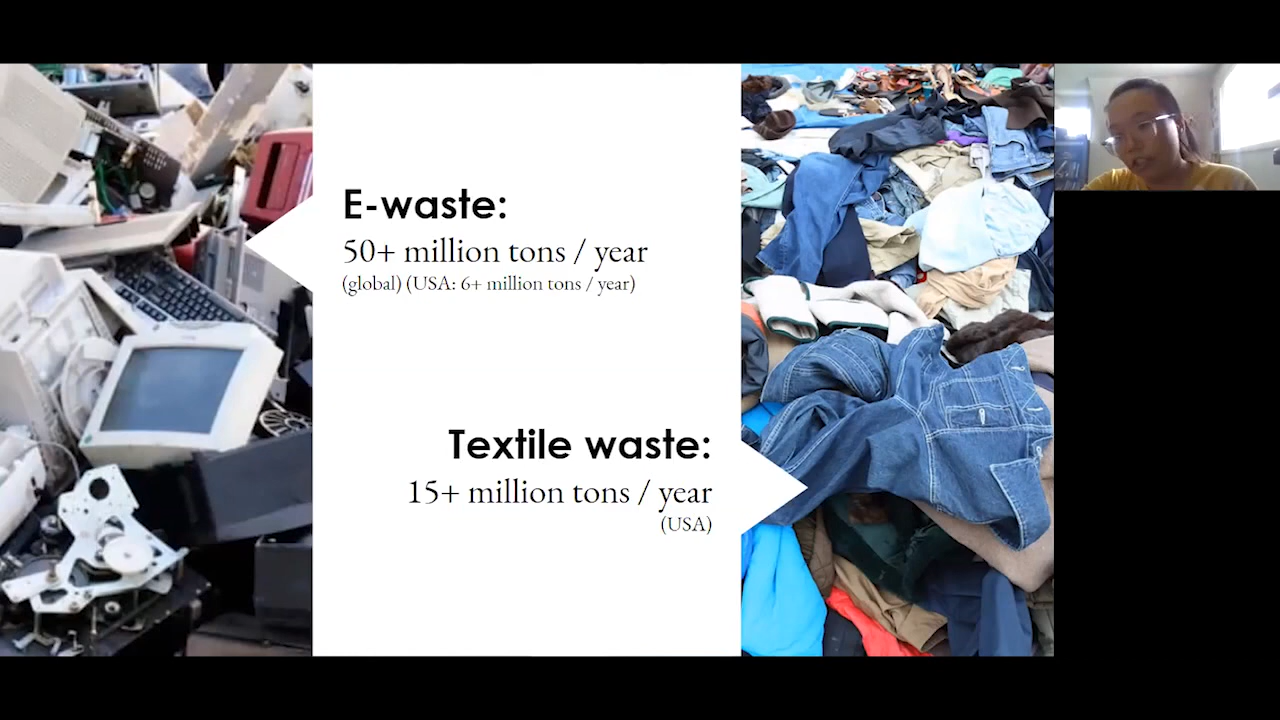 E-waste:
50+ million tons / year
(global) (USA: 6+ million tons / year)
Textile waste:
15+ million tons / year
(USA)